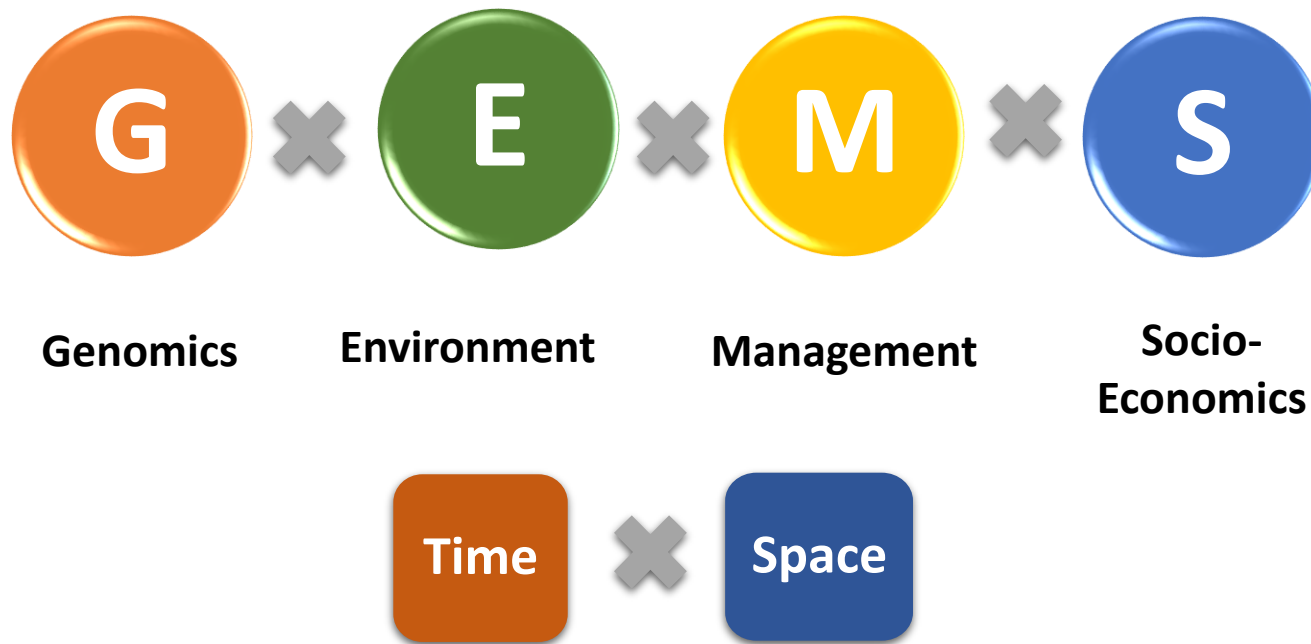 G
E
M
S
Genomics
Environment
Management
Socio-
Economics
Time
Space